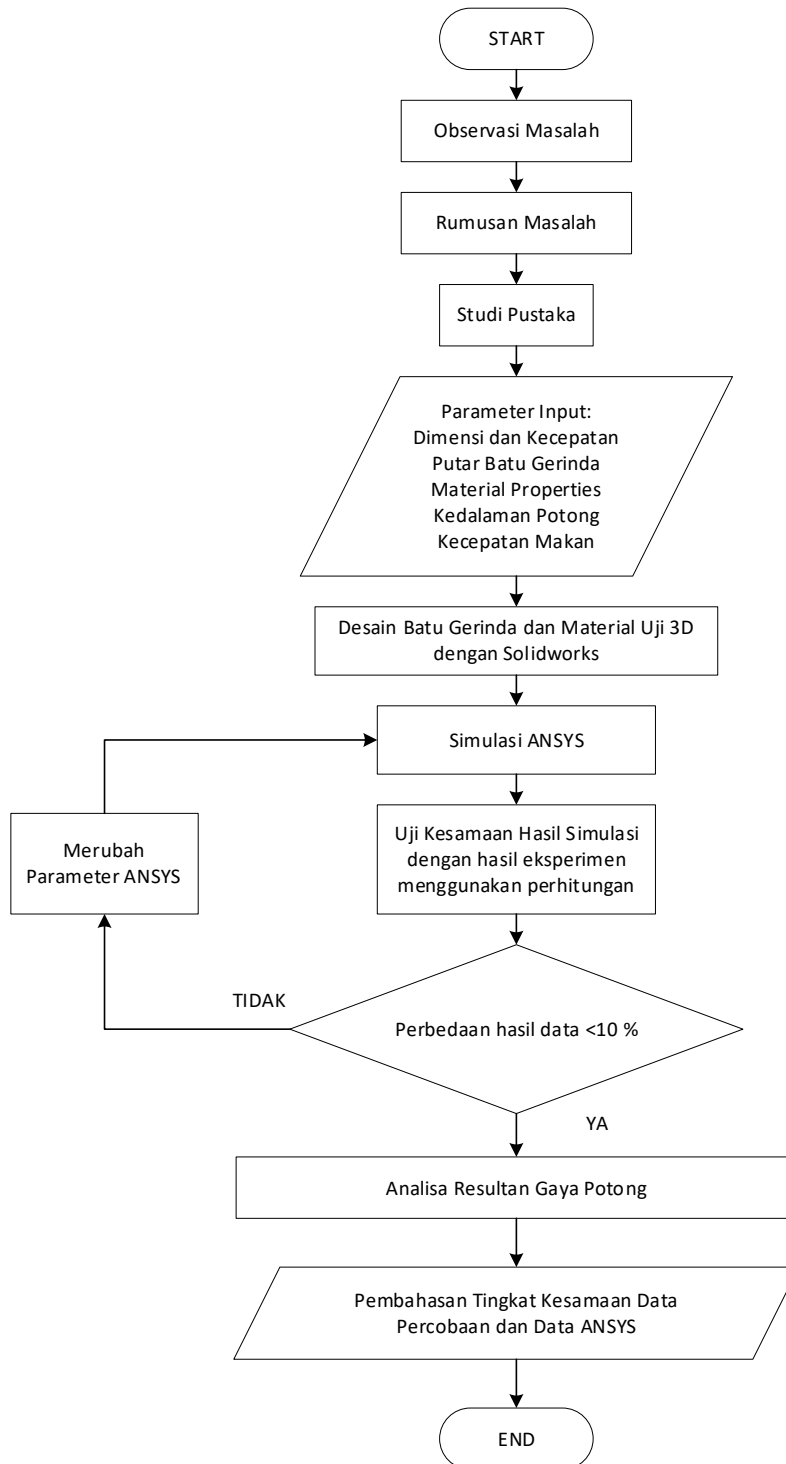 START
Observasi Masalah
Rumusan Masalah
Studi Pustaka
Parameter Input:
Dimensi dan Kecepatan
Putar Batu Gerinda
Material Properties
Kedalaman Potong
Kecepatan Makan
Desain Batu Gerinda dan Material Uji 3D
dengan Solidworks
Simulasi ANSYS
Uji Kesamaan Hasil Simulasi
dengan hasil eksperimen
menggunakan perhitungan
Merubah
Parameter ANSYS
TIDAK
Perbedaan hasil data <10 %
YA
Analisa Resultan Gaya Potong
Pembahasan Tingkat Kesamaan Data
Percobaan dan Data ANSYS
END